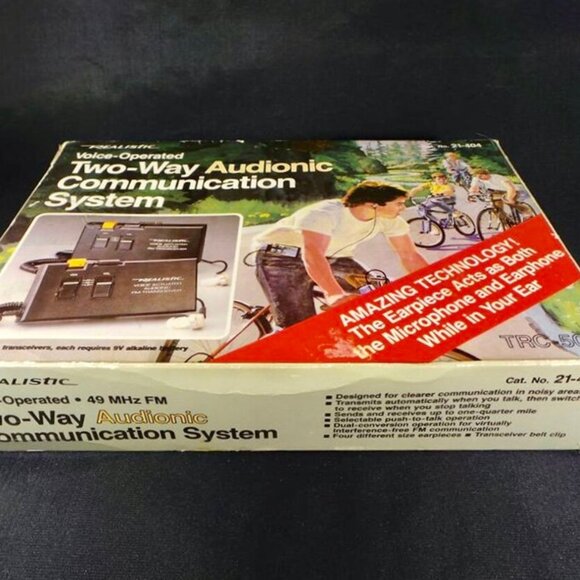 REALISTIC
Cat. No. 21-404
Voice-Operated
Two-Way Audionic
Communication
System
REALISTIC
VOICE ACTUATED
AUDIONIC
FM TRANSCEIVER
transceivers, each requires 9V alkaline battery
AMAZING TECHNOLOGY!
The Earpiece Acts as Both
the Microphone and Earphone
While in Your Ear
TRC-50
EALISTIC
-Operated • 49 MHz FM
wo-Way Audionic
ommunication System
Cat. No. 21-4
■ Designed for clearer communication in noisy areas
■ Transmits automatically when you talk, then switch
to receive when you stop talking
■ Sends and receives up to one-quarter mile
■ Selectable push-to-talk operation
■ Dual-conversion operation for virtually
interference-free FM communication
■ Four different size earpieces ■ Transceiver belt clip